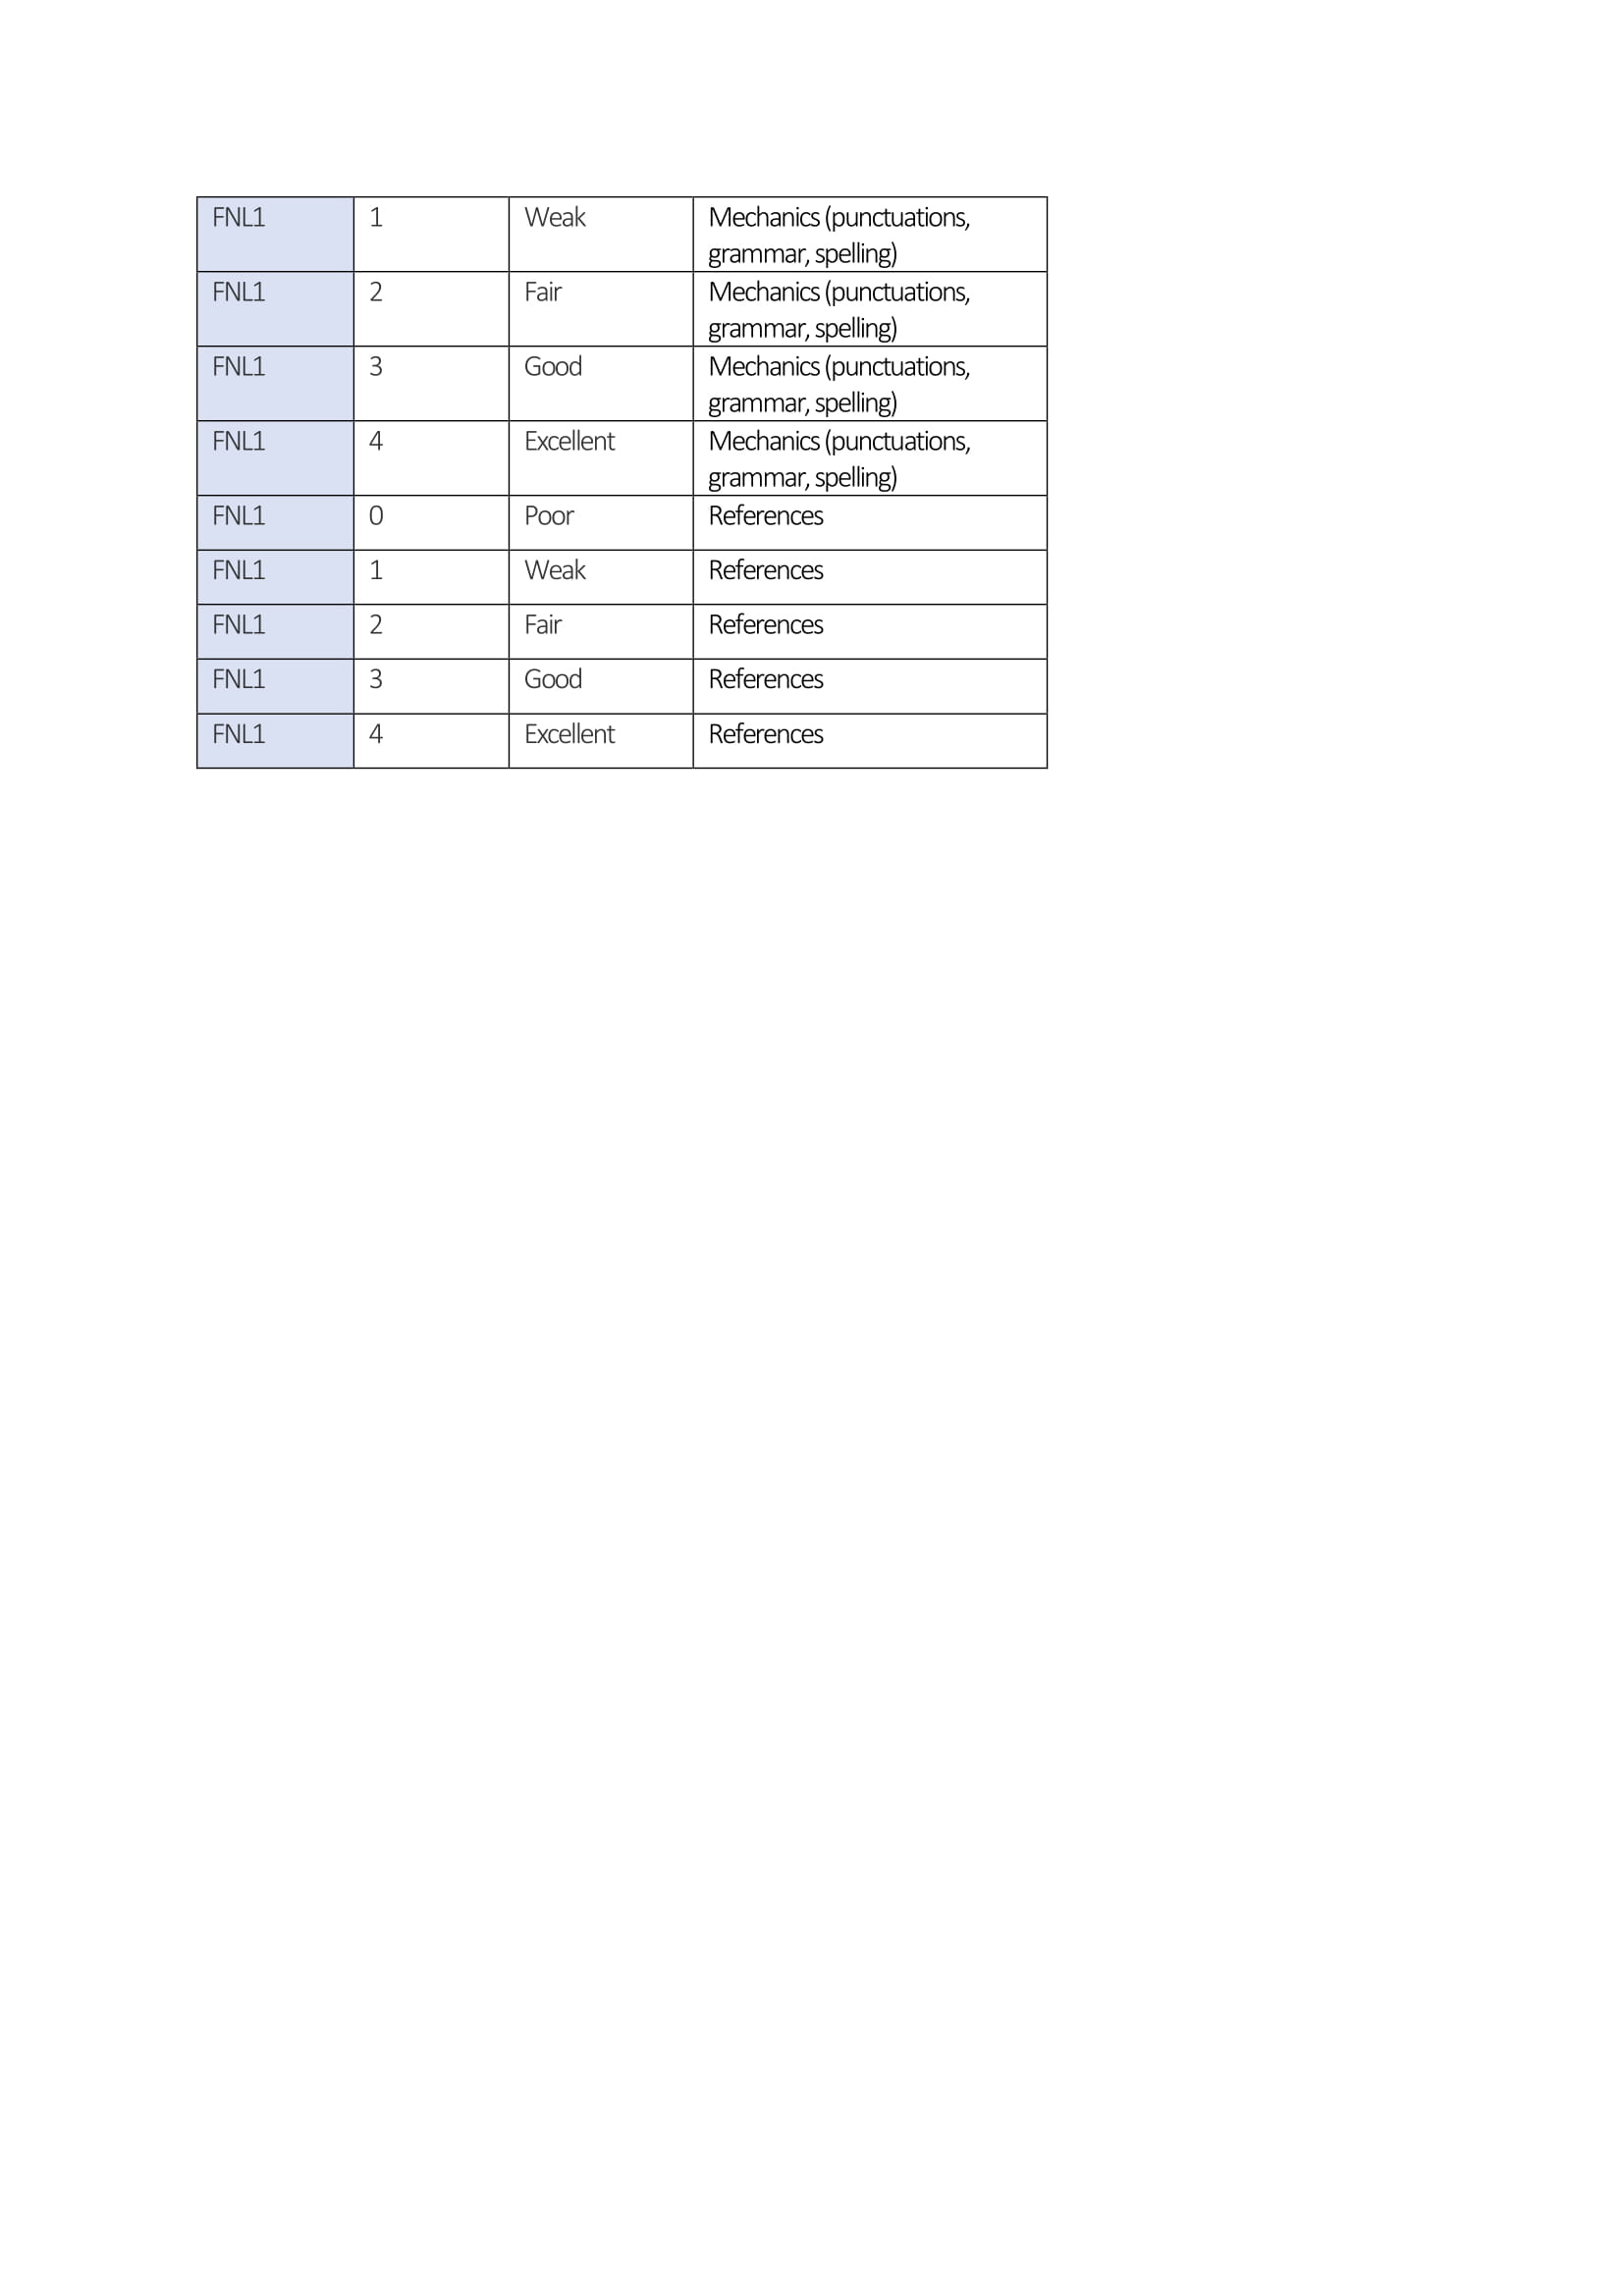 FNL1 1 Weak Mechanics (punctuations,
grammar, spelling)
FNL1 2 Fair Mechanics (punctuations,
grammar, spelling)
FNL1 3 Good Mechanics (punctuations,
grammar, spelling)
FNL1 4 Excellent Mechanics (punctuations,
grammar, spelling)
FNL1 0 Poor References
FNL1 1 Weak References
FNL1 2 Fair References
FNL1 3 Good References
FNL1 4 Excellent References